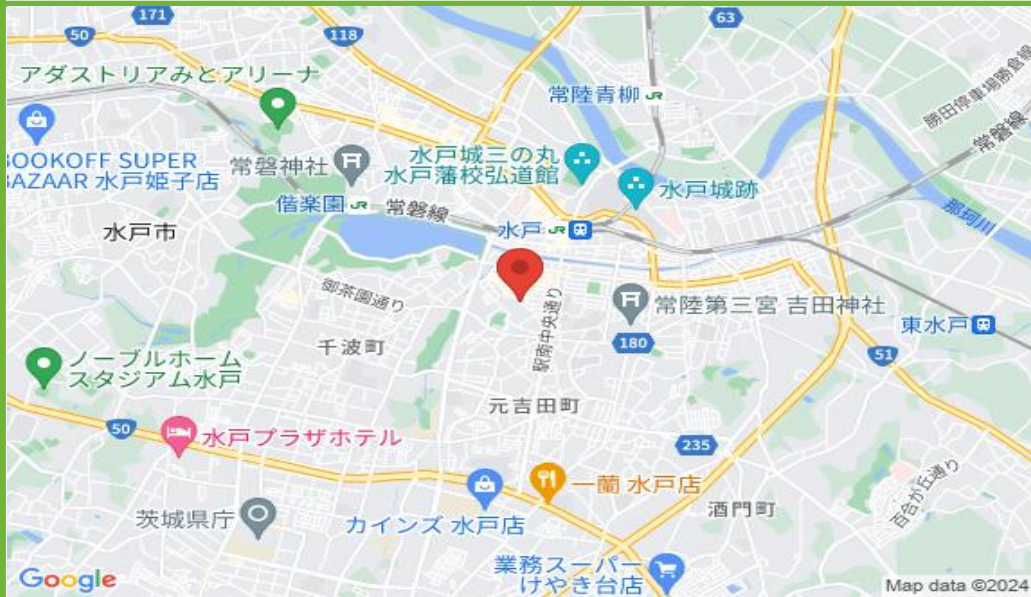 171
50
118
63
アダストリアみとアリーナ
常陸青柳 JR
勝田停車場勝倉線
常磐線
BOOKOFF SUPER
BAZAAR 水戸姫子店
常磐神社
水戸城三の丸
水戸藩校弘道館
水戸城跡
偕楽園 JR
常磐線
水戸市
水戸 JR
那珂川
御茶園通り
駅南中央通り
常陸第三宮 吉田神社
東水戸
千波町
180
51
ノーブルホーム
スタジアム水戸
元吉田町
50
水戸プラザホテル
235
一蘭 水戸店
酒門町
百合が丘通り
茨城県庁
カインズ 水戸店
業務スーパー
けやき台店
Google
Map data ©2024